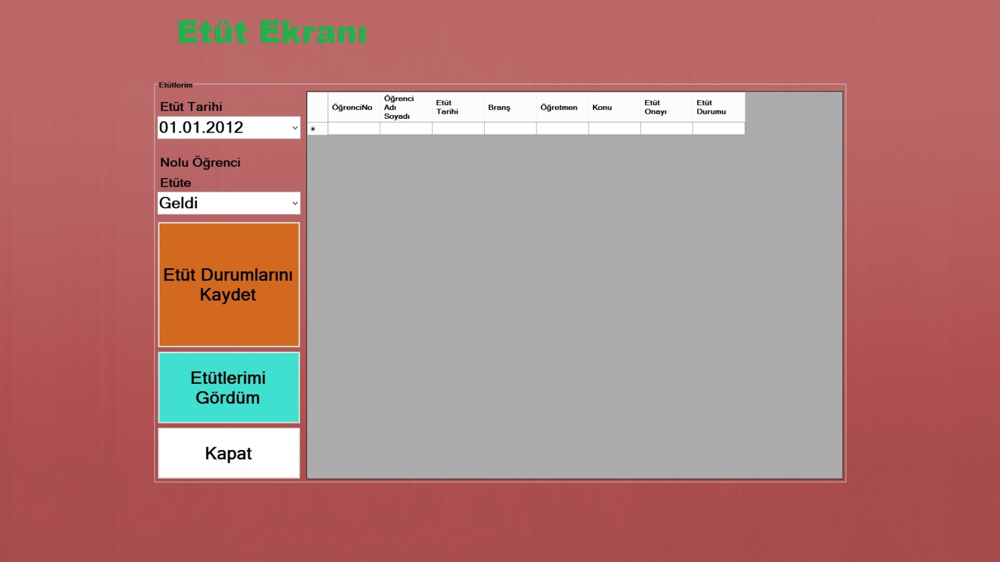 Etüt Ekranı
Etütlerim
Etüt Tarihi
01.01.2012
Nolu Öğrenci
Etüte
Geldi
Etüt Durumlarını
Kaydet
Etütlerimi
Gördüm
Kapat
ÖğrenciNo
Öğrenci
Adı
Soyadı
Etüt
Tarihi
Branş
Öğretmen
Konu
Etüt
Onayı
Etüt
Durumu